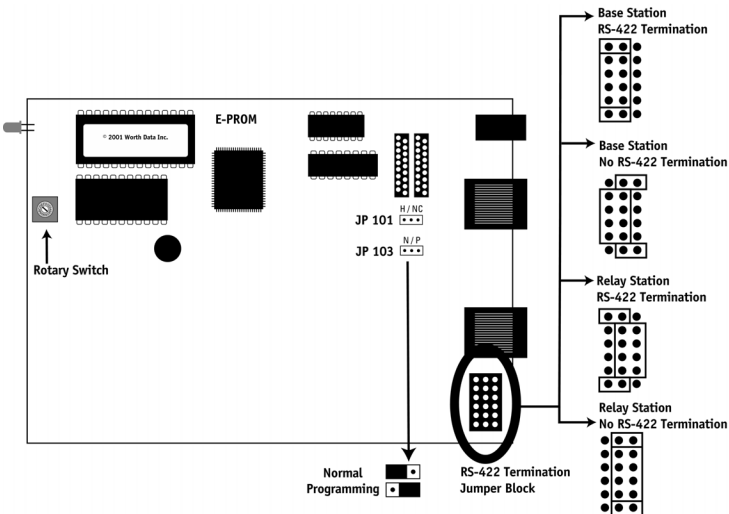 Base Station
RS-422 Termination
E-PROM
© 2001 Worth Data Inc.
Base Station
No RS-422 Termination
H / NC
JP 101
N / P
JP 103
Rotary Switch
Relay Station
RS-422 Termination
Relay Station
No RS-422 Termination
Normal
Programming
RS-422 Termination
Jumper Block